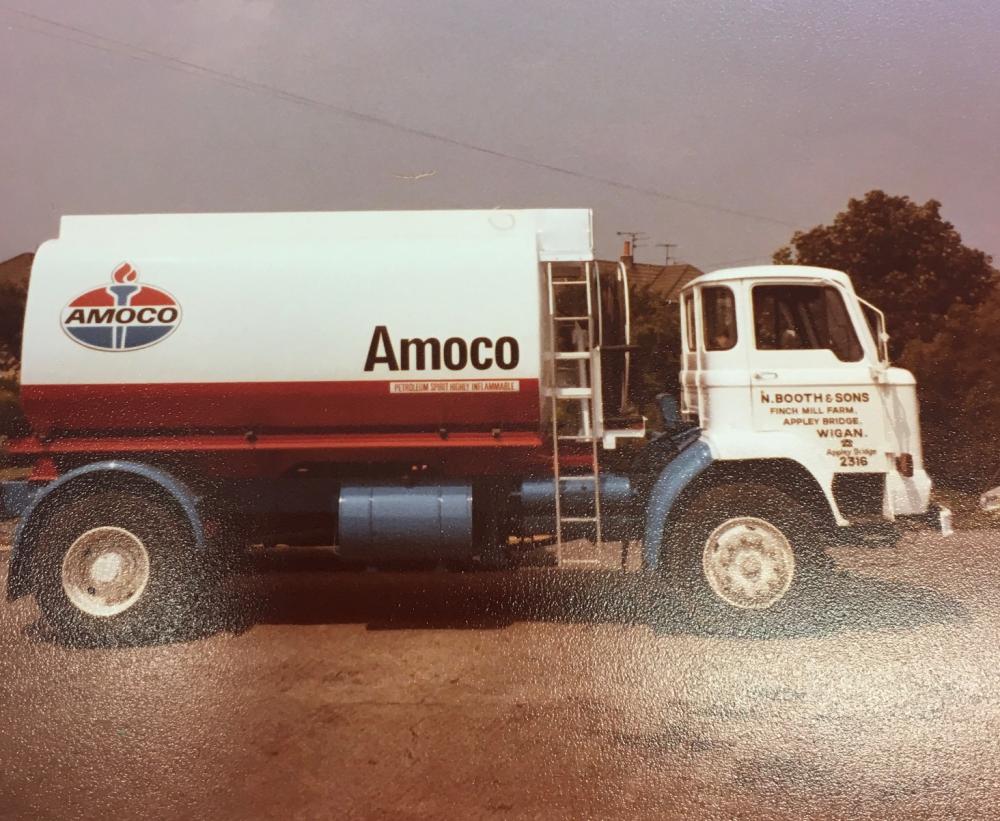 AMOCO
Amoco
PETROLEUM SPIRIT HIGHLY INFLAMMABLE
N. BOOTH & SONS
FINCH MILL FARM,
APPLEY BRIDGE,
WIGAN.
☎
Appley Bridge
2316